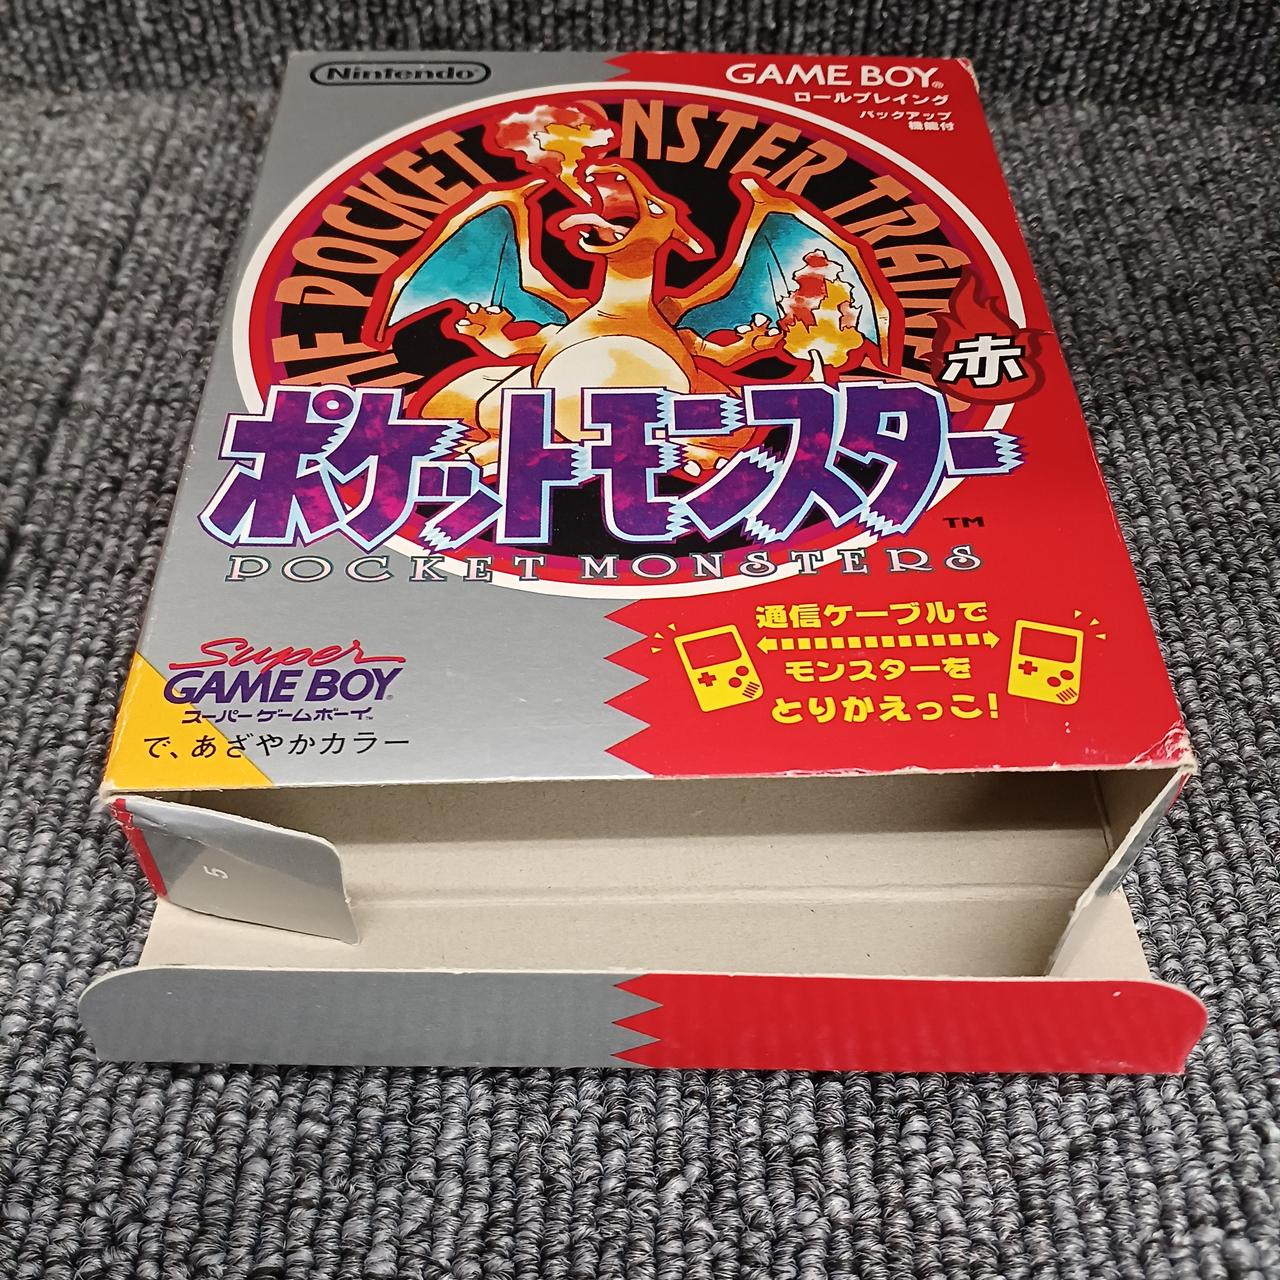 Nintendo
GAME BOY®
ロールプレイング
バックアップ
機能付
THE POCKET MONSTER TRAINER
赤
ポケットモンスター
™
POCKET MONSTERS
通信ケーブルで
モンスターを
とりかえっこ!
Super
GAME BOY
スーパーゲームボーイ™
で、あざやかカラー
5